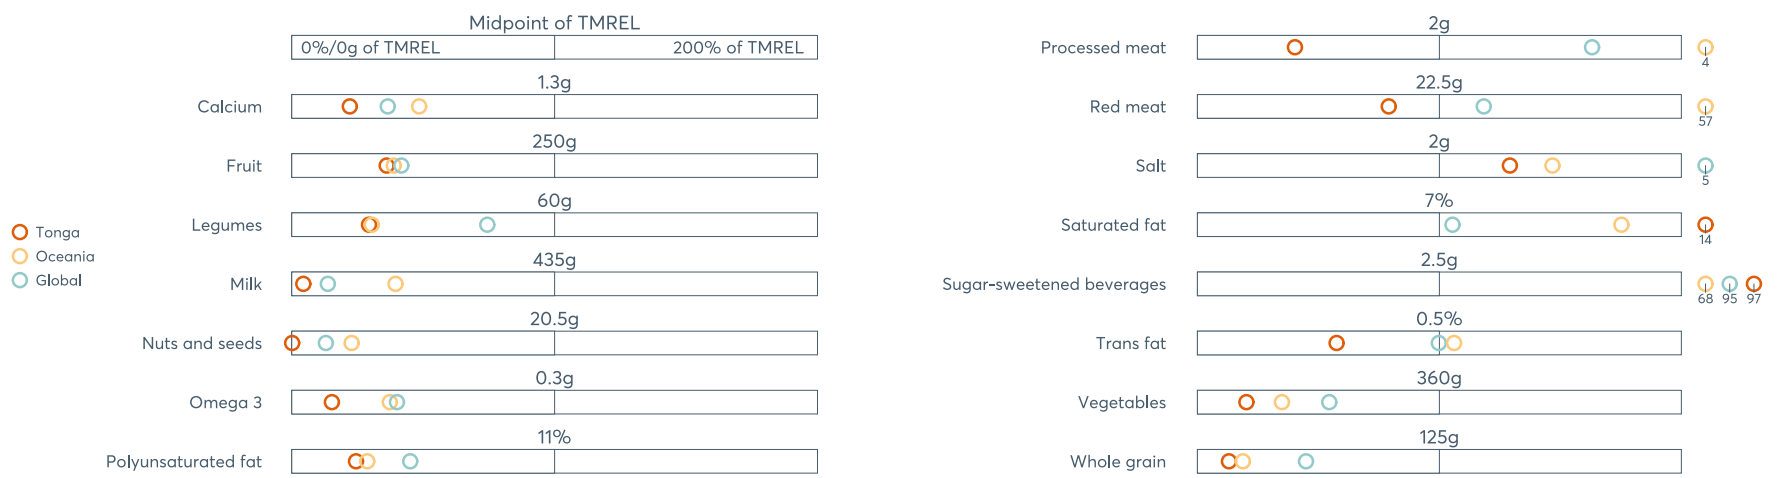 Midpoint of TMREL
0%/0g of TMREL 200% of TMREL
1.3g
Calcium
250g
Fruit
60g
Legumes
435g
Milk
20.5g
Nuts and seeds
0.3g
Omega 3
11%
Polyunsaturated fat
Tonga
Oceania
Global
2g
Processed meat
4
22.5g
Red meat
57
2g
Salt
5
7%
Saturated fat
14
2.5g
Sugar-sweetened beverages
68 95 97
0.5%
Trans fat
360g
Vegetables
125g
Whole grain